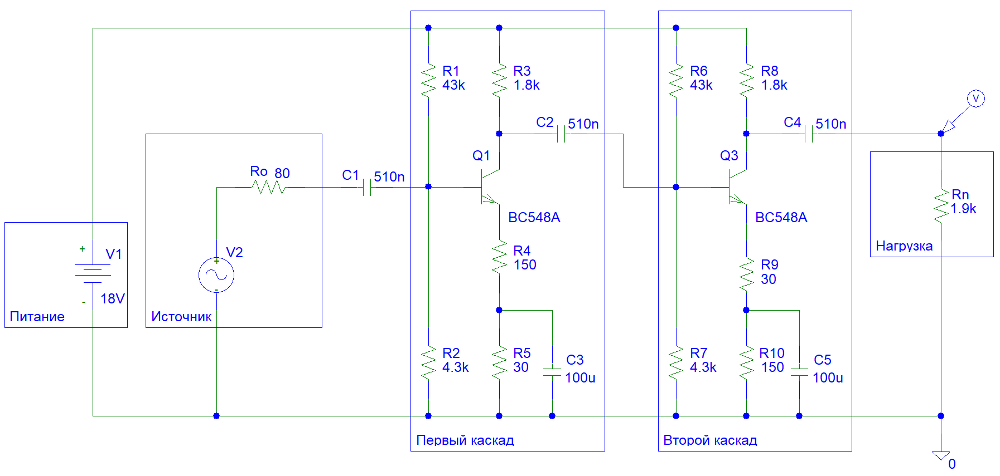 Питание
+
V1
-
18V
Источник
Ro 80
V2
+
-
C1 510n
Первый каскад
R1
43k
R3
1.8k
C2 510n
Q1
BC548A
R4
150
R2
4.3k
R5
30
C3
100u
Второй каскад
R6
43k
R8
1.8k
C4 510n
Q3
BC548A
R9
30
R7
4.3k
R10
150
C5
100u
V
Rn
1.9k
Нагрузка
0